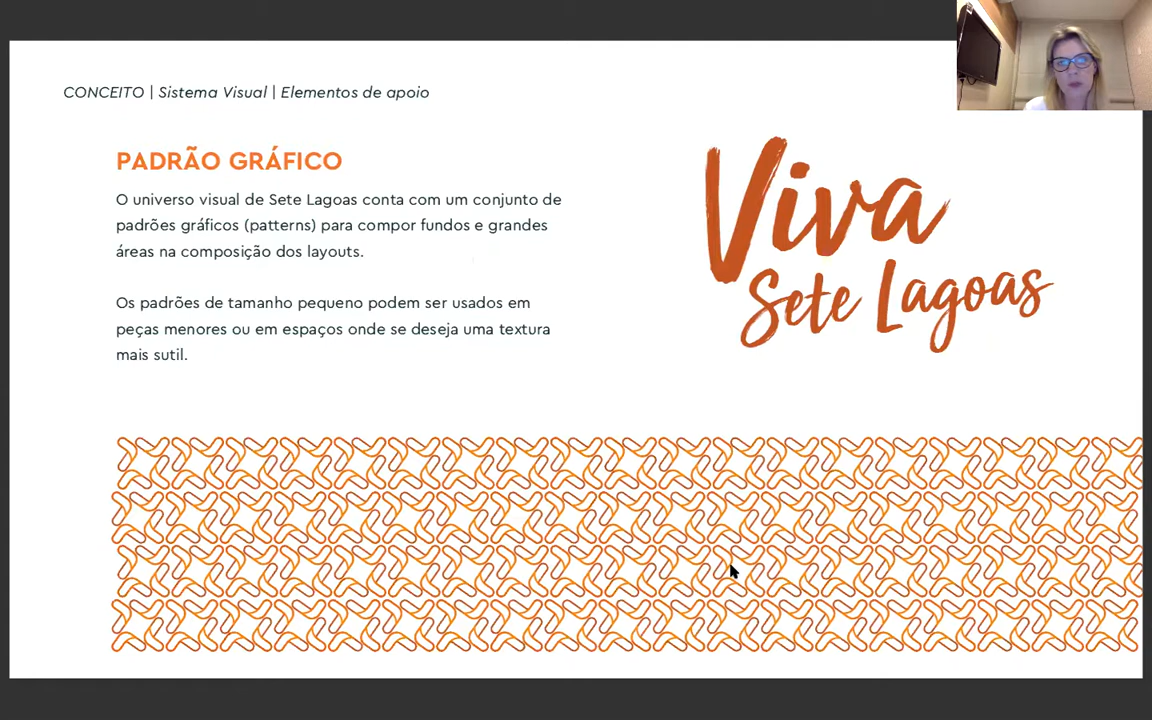 CONCEITO | Sistema Visual | Elementos de apoio
PADRÃO GRÁFICO
O universo visual de Sete Lagoas conta com um conjunto de
padrões gráficos (patterns) para compor fundos e grandes
áreas na composição dos layouts.
Os padrões de tamanho pequeno podem ser usados em
peças menores ou em espaços onde se deseja uma textura
mais sutil.
Viva
Sete Lagoas